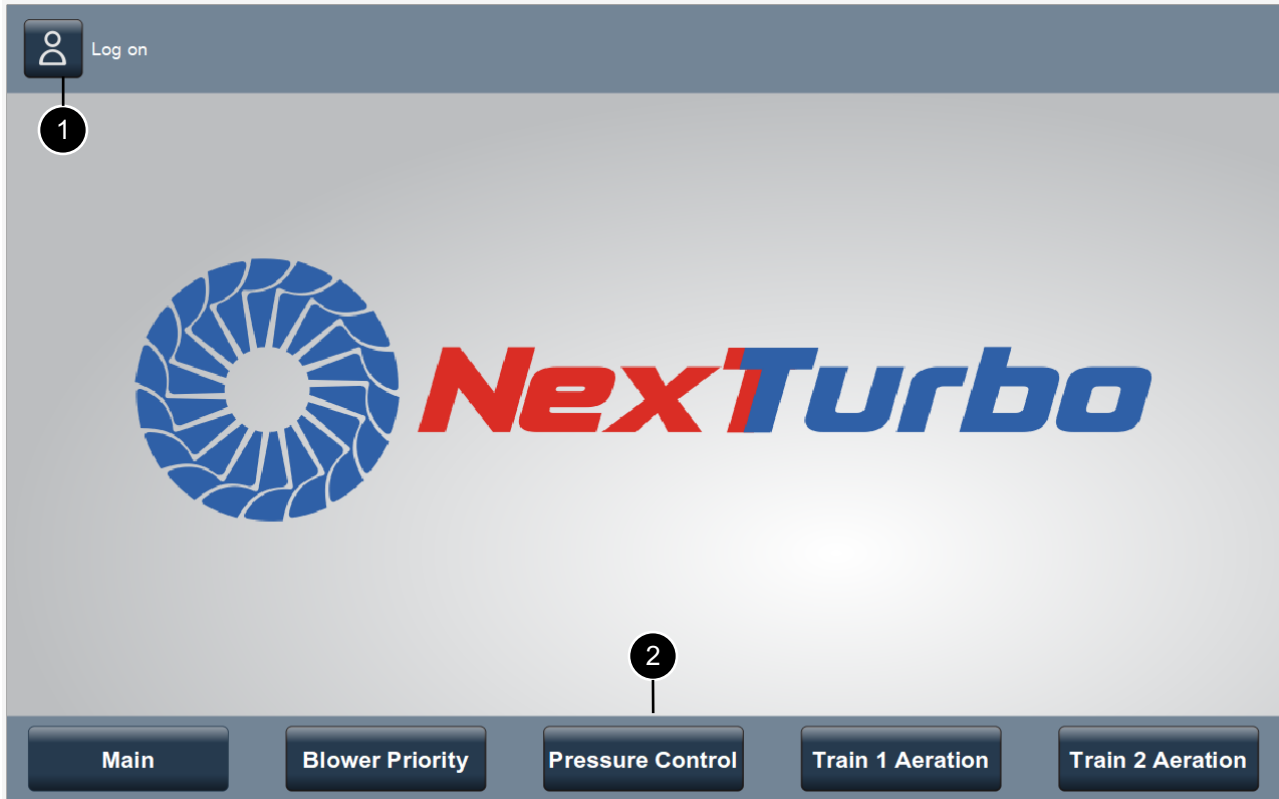 Log on
1
NexTurbo
2
Main
Blower Priority
Pressure Control
Train 1 Aeration
Train 2 Aeration